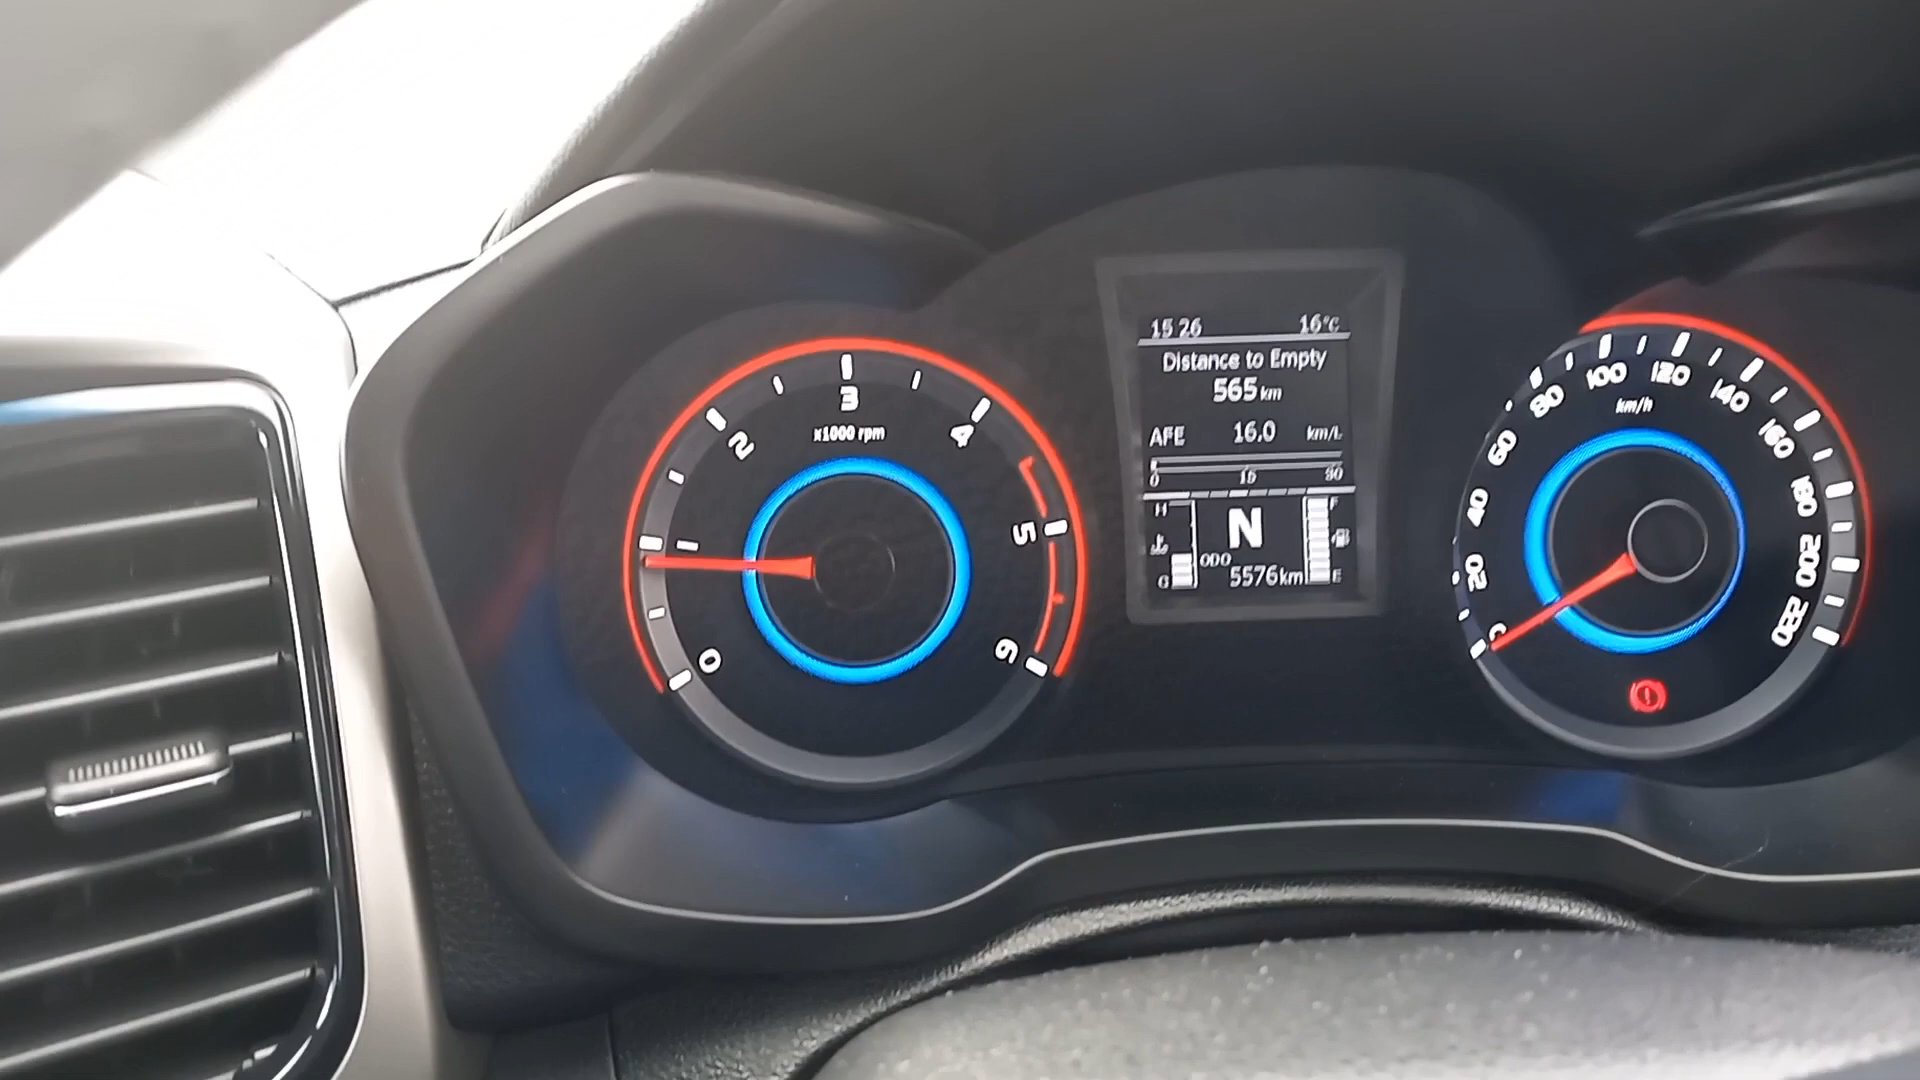 15 26 16°C
Distance to Empty
565 km
AFE 16.0 km/L
0 15 30
H F
N
ODO
C 5576km E
0 2 3 4 5 6
x1000 rpm
0 20 40 60 80 100 120 140 160 180 200 220
km/h